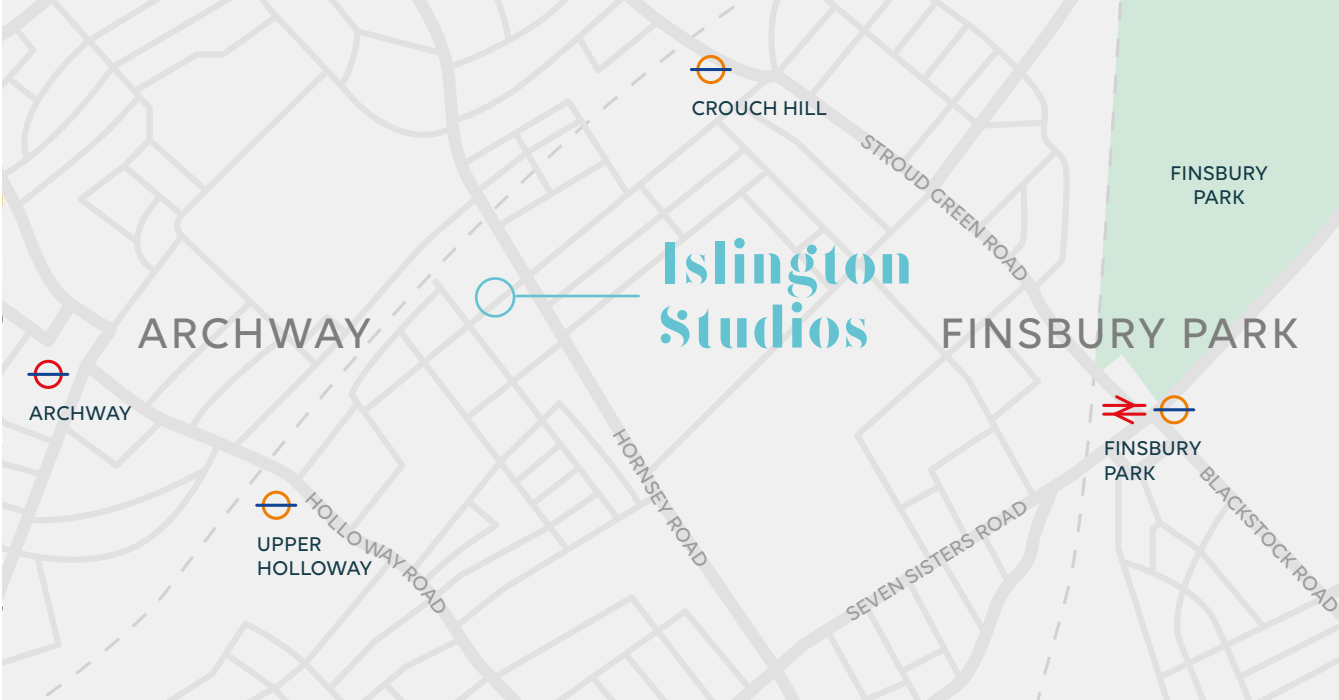 CROUCH HILL
STROUD GREEN ROAD
FINSBURY
PARK
Islington
Studios
ARCHWAY
FINSBURY PARK
ARCHWAY
FINSBURY
PARK
HORNSEY ROAD
BLACKSTOCK ROAD
HOLLOWAY ROAD
SEVEN SISTERS ROAD
UPPER
HOLLOWAY